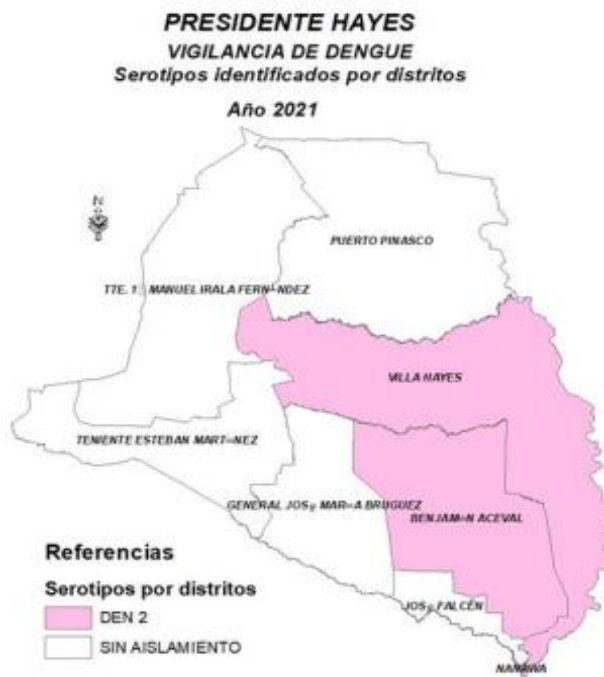 PRESIDENTE HAYES
VIGILANCIA DE DENGUE
Serotipos identificados por distritos
Año 2021
N
PUERTO PINASCO
TTE. 1 MANUEL IRALA FERN┴NDEZ
VILLA HAYES
TENIENTE ESTEBAN MART═NEZ
GENERAL JOS╔ MAR═A BRUGUEZ
BENJAM═N ACEVAL
JOS╔ FALCÉN
NANAWA
Referencias
Serotipos por distritos
DEN 2
SIN AISLAMIENTO